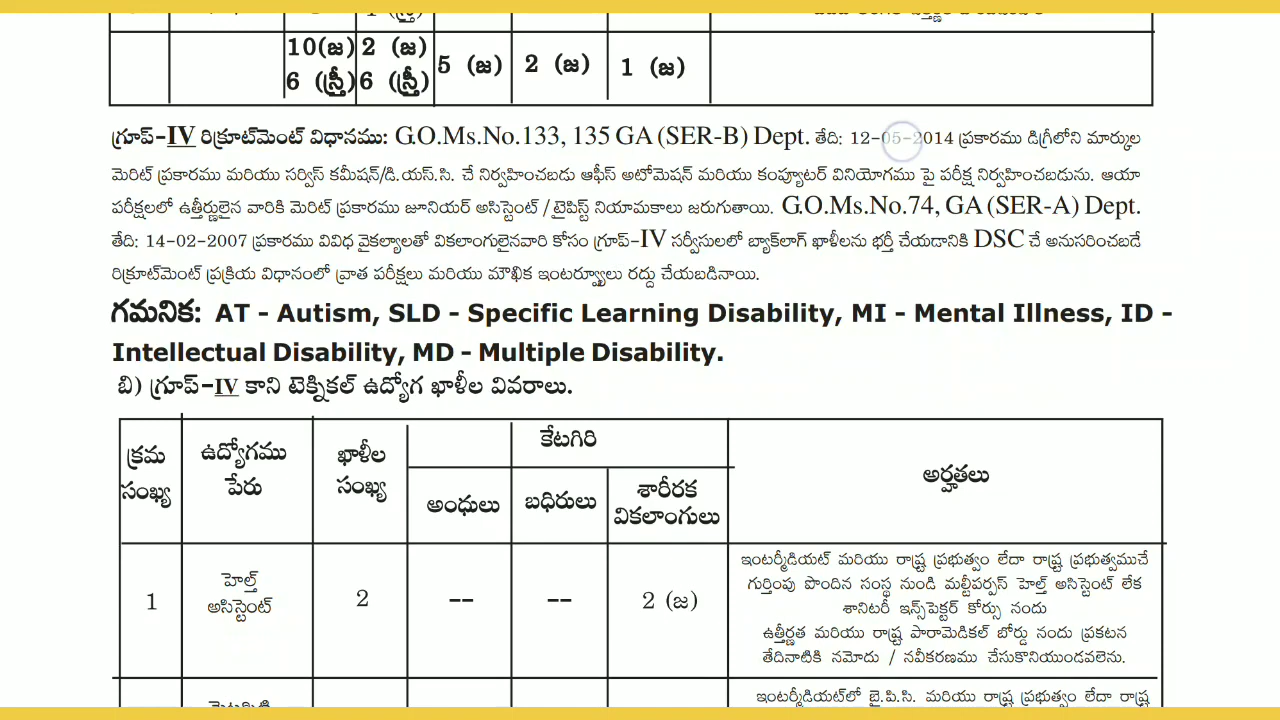 1 (స్త్రీ)
10(జ) 2 (జ) 5 (జ) 2 (జ) 1 (జ)
6 (స్త్రీ) 6 (స్త్రీ)
గ్రూప్-IV రిక్రూట్‌మెంట్ విధానము: G.O.Ms.No.133, 135 GA (SER-B) Dept. తేది: 12-05-2014 ప్రకారము డిగ్రీలోని మార్కుల
మెరిట్ ప్రకారము మరియు సర్వీస్ కమీషన్/డి.యస్.సి. చే నిర్వహించబడు ఆఫీస్ అటోమెషన్ మరియు కంప్యూటర్ వినియోగము పై పరీక్ష నిర్వహించబడును. ఆయా
పరీక్షలలో ఉత్తీర్ణులైన వారికి మెరిట్ ప్రకారము జూనియర్ అసిస్టెంట్ / టైపిస్ట్ నియామకాలు జరుగుతాయి. G.O.Ms.No.74, GA (SER-A) Dept.
తేది: 14-02-2007 ప్రకారము వివిధ వైకల్యాలతో వికలాంగులైనవారి కోసం గ్రూప్-IV సర్వీసులలో బ్యాక్‌లాగ్ ఖాళీలను భర్తీ చేయడానికి DSC చే అనుసరించబడే
రిక్రూట్‌మెంట్ ప్రక్రియ విధానంలో వ్రాత పరీక్షలు మరియు మౌఖిక ఇంటర్వ్యూలు రద్దు చేయబడినాయి.
గమనిక: AT - Autism, SLD - Specific Learning Disability, MI - Mental Illness, ID -
Intellectual Disability, MD - Multiple Disability.
బి) గ్రూప్-IV కాని టెక్నికల్ ఉద్యోగ ఖాళీల వివరాలు.
క్రమ సంఖ్య
ఉద్యోగము పేరు
ఖాళీల సంఖ్య
కేటగిరి
అంధులు
బధిరులు
శారీరక వికలాంగులు
అర్హతలు
1
హెల్త్
అసిస్టెంట్
2
--
--
2 (జ)
ఇంటర్మీడియట్ మరియు రాష్ట్ర ప్రభుత్వం లేదా రాష్ట్ర ప్రభుత్వముచే
గుర్తింపు పొందిన సంస్థ నుండి మల్టీపర్పస్ హెల్త్ అసిస్టెంట్ లేక
శానిటరీ ఇన్స్‌పెక్టర్ కోర్సు నందు
ఉత్తీర్ణత మరియు రాష్ట్ర పారామెడికల్ బోర్డు నందు ప్రకటన
తేదినాటికి నమోదు / నవీకరణము చేసుకొనియుండవలెను.
ఇంటర్మీడియట్‌లో బై.పి.సి. మరియు రాష్ట్ర ప్రభుత్వం లేదా రాష్ట్ర